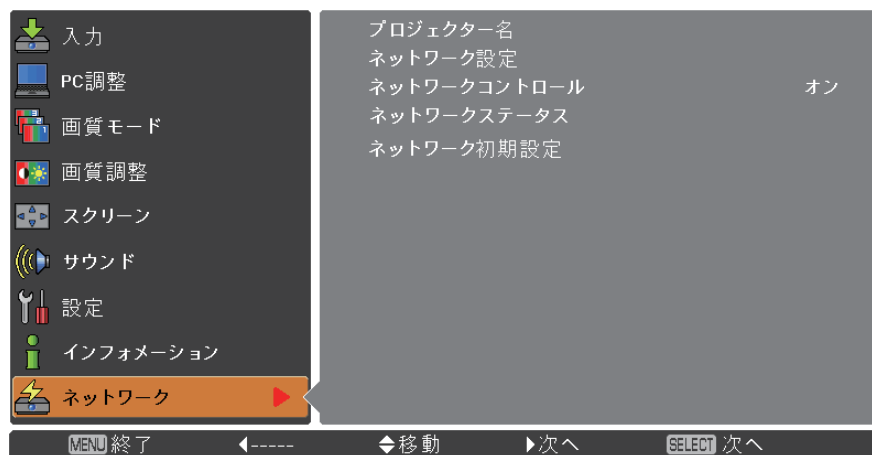 入力
PC調整
画質モード
画質調整
スクリーン
サウンド
設定
インフォメーション
ネットワーク
プロジェクター名
ネットワーク設定
ネットワークコントロール オン
ネットワークステータス
ネットワーク初期設定
MENU 終了 ◀----- ◆移動 ▶次へ SELECT 次へ